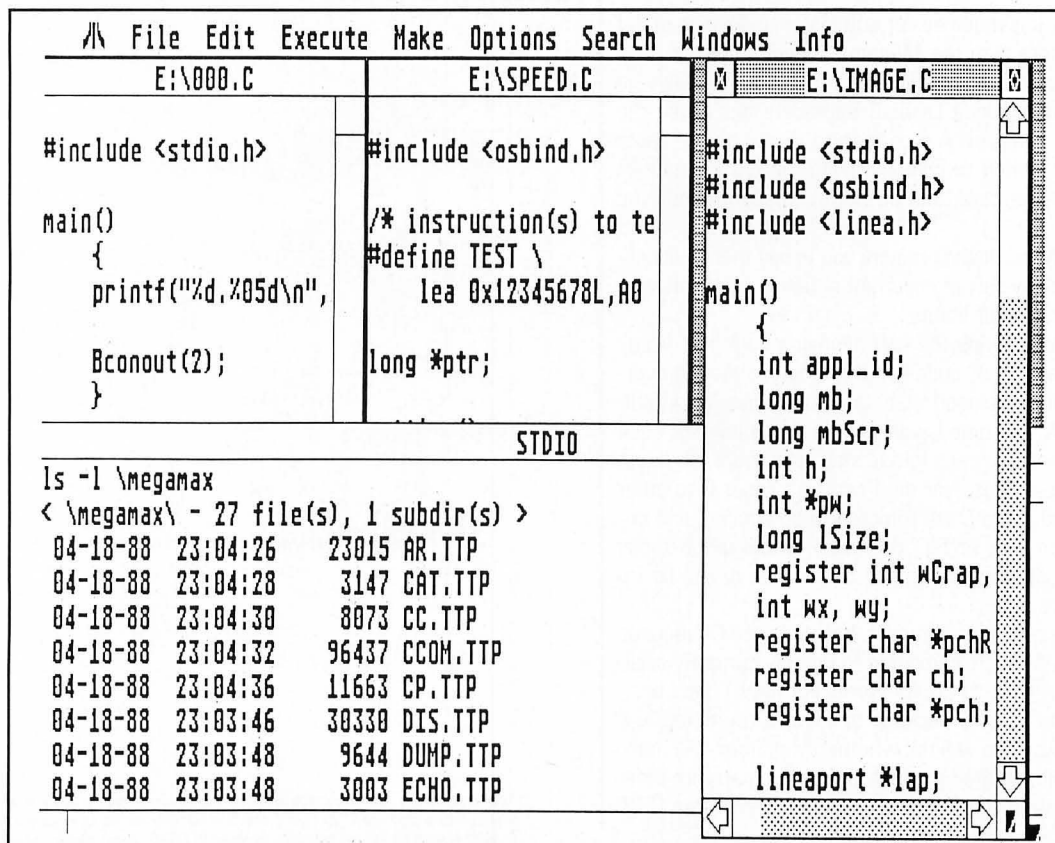 File Edit Execute Make Options Search Windows Info
E:\000.C
#include <stdio.h>
main()
{
printf("%d.%05d\n",
Bconout(2);
}
E:\SPEED.C
#include <osbind.h>
/* instruction(s) to te
#define TEST \
lea 0x12345678L,A0
long *ptr;
E:\IMAGE.C
#include <stdio.h>
#include <osbind.h>
#include <linea.h>
main()
{
int appl_id;
long mb;
long mbScr;
int h;
int *pw;
long lSize;
register int wCrap,
int wx, wy;
register char *pchR
register char ch;
register char *pch;
lineaport *lap;
STDIO
ls -l \megamax
< \megamax\ - 27 file(s), 1 subdir(s) >
04-18-88 23:04:26 23015 AR.TTP
04-18-88 23:04:28 3147 CAT.TTP
04-18-88 23:04:30 8073 CC.TTP
04-18-88 23:04:32 96437 CCOM.TTP
04-18-88 23:04:36 11663 CP.TTP
04-18-88 23:03:46 30330 DIS.TTP
04-18-88 23:03:48 9644 DUMP.TTP
04-18-88 23:03:48 3003 ECHO.TTP